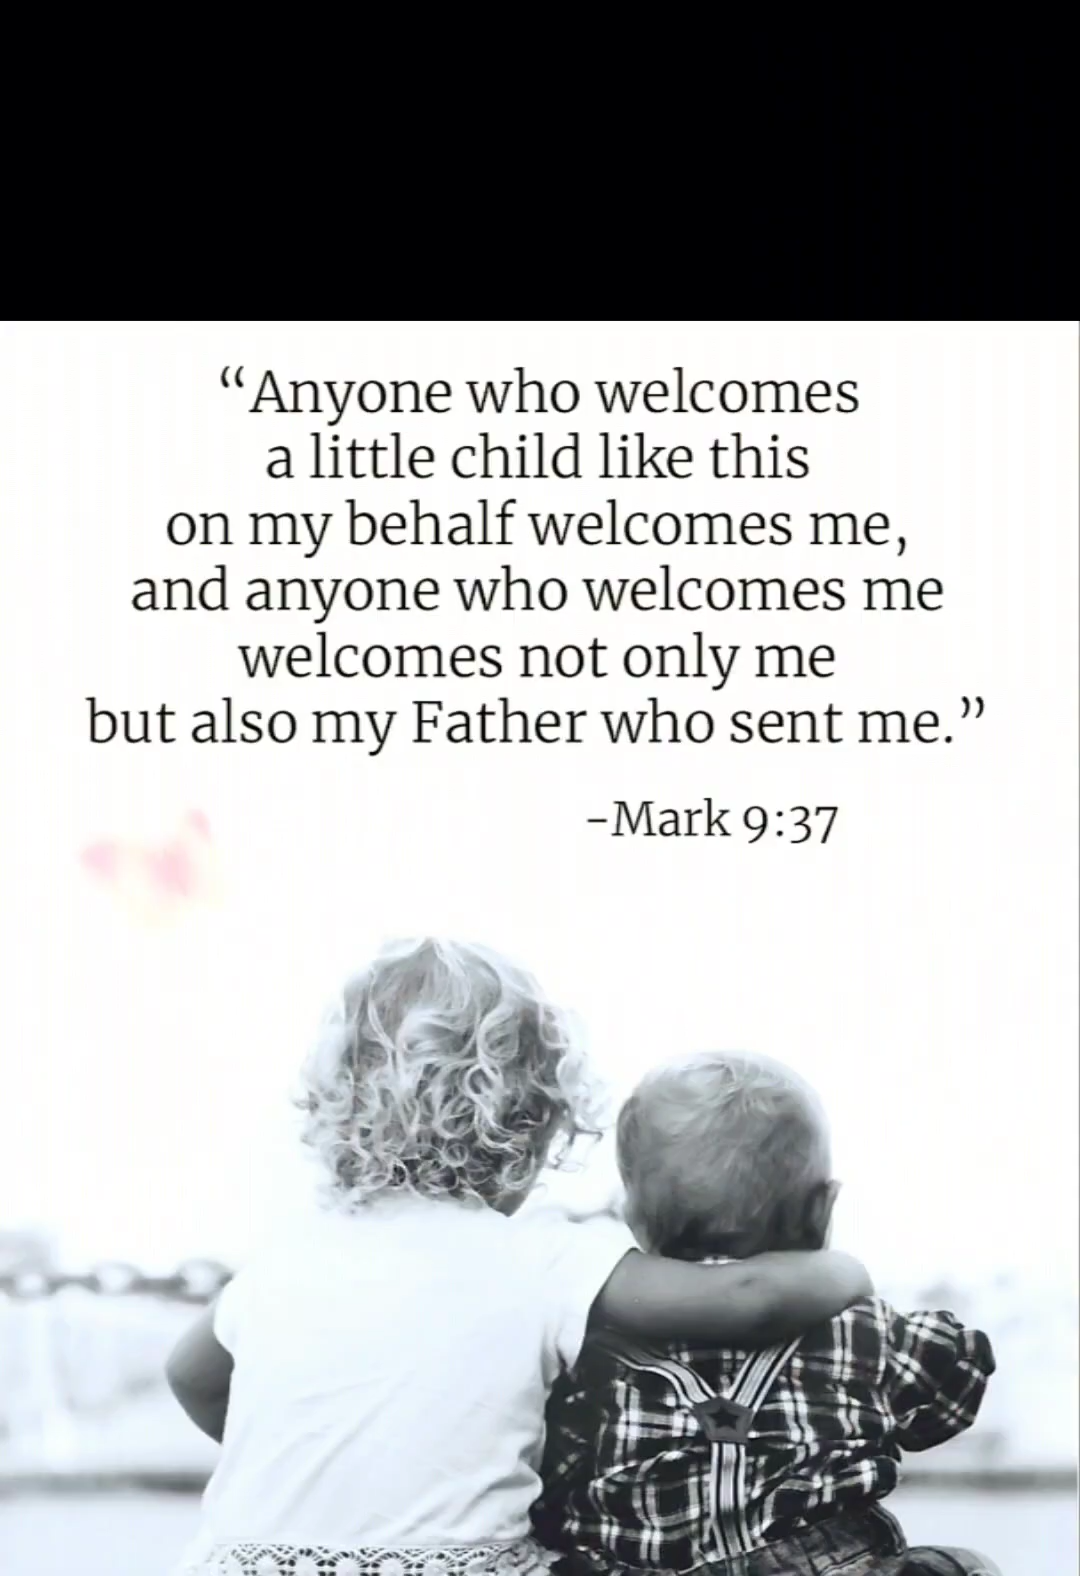 “Anyone who welcomes
a little child like this
on my behalf welcomes me,
and anyone who welcomes me
welcomes not only me
but also my Father who sent me.”
-Mark 9:37